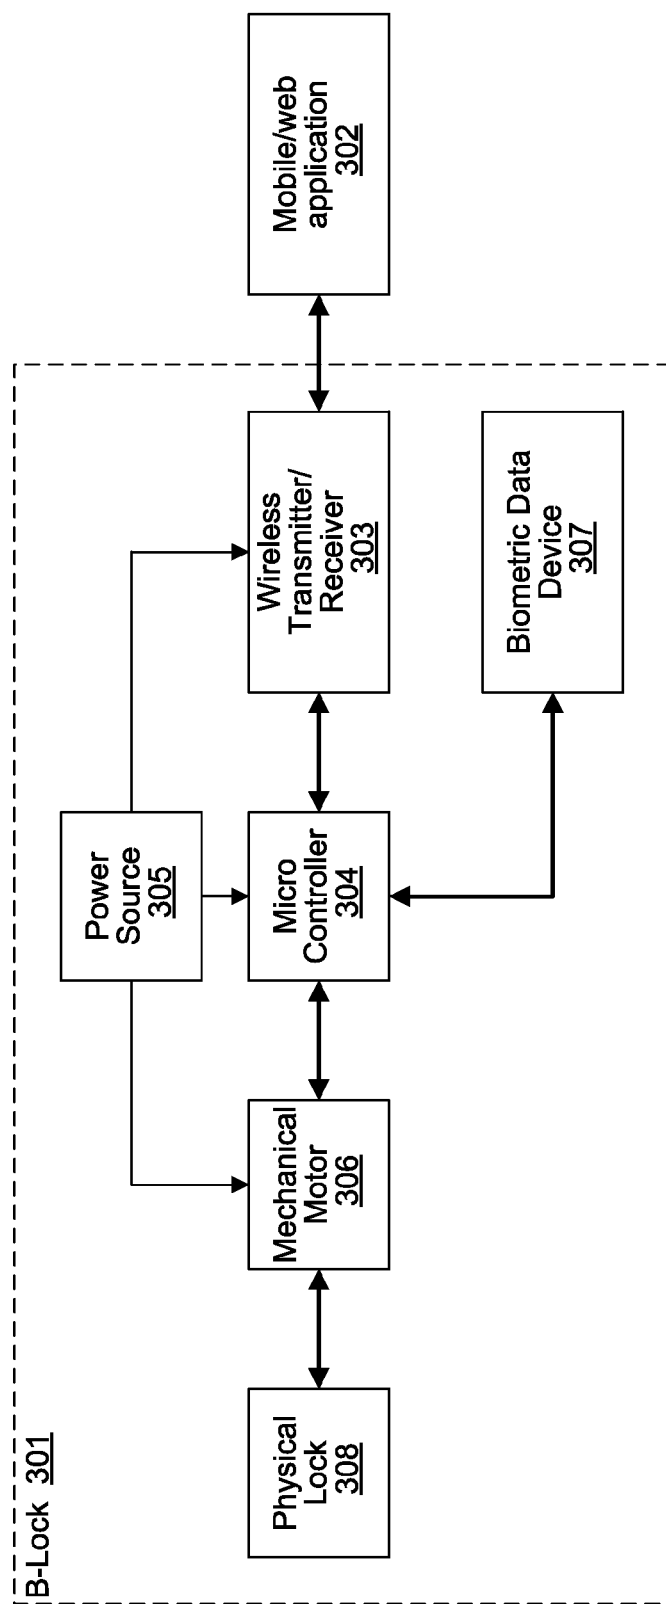 B-Lock 301
Power
Source
305
Physical
Lock
308
Mechanical
Motor
306
Micro
Controller
304
Wireless
Transmitter/
Receiver
303
Mobile/web
application
302
Biometric Data
Device
307